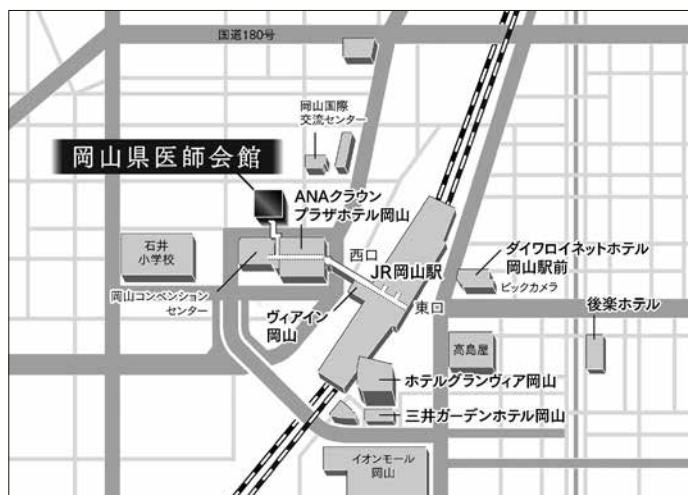 国道180号
岡山国際
交流センター
岡山県医師会館
ANAクラウン
プラザホテル岡山
石井
小学校
西口
JR岡山駅
ダイワロイネットホテル
岡山駅前
ビックカメラ
岡山コンベンション
センター
ヴィアイン
岡山
東口
後楽ホテル
高島屋
ホテルグランヴィア岡山
三井ガーデンホテル岡山
イオンモール
岡山